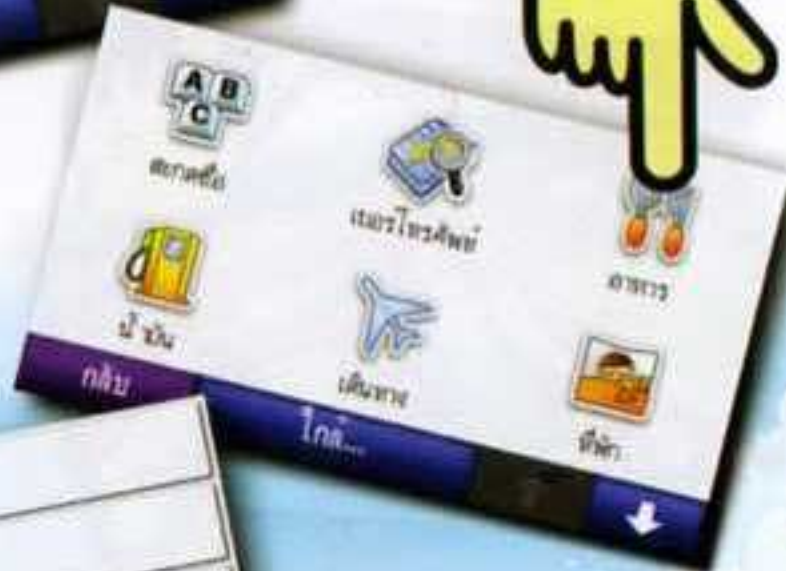 A B
C
สะกดชื่อ
เบอร์โทรศัพท์
อาหาร
น้ำมัน
เดินทาง
ที่พัก
กลับ
ใกล้...